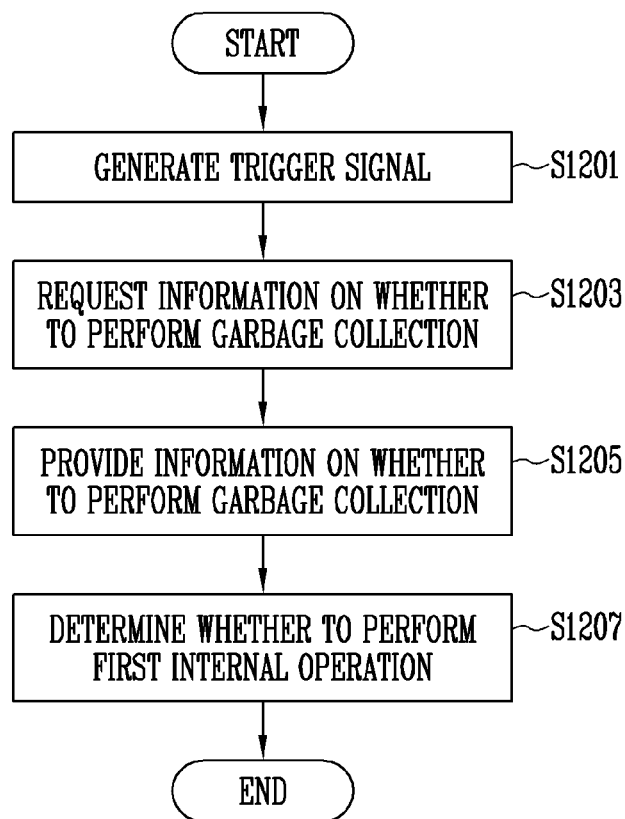 START
GENERATE TRIGGER SIGNAL
S1201
REQUEST INFORMATION ON WHETHER
TO PERFORM GARBAGE COLLECTION
S1203
PROVIDE INFORMATION ON WHETHER
TO PERFORM GARBAGE COLLECTION
S1205
DETERMINE WHETHER TO PERFORM
FIRST INTERNAL OPERATION
S1207
END